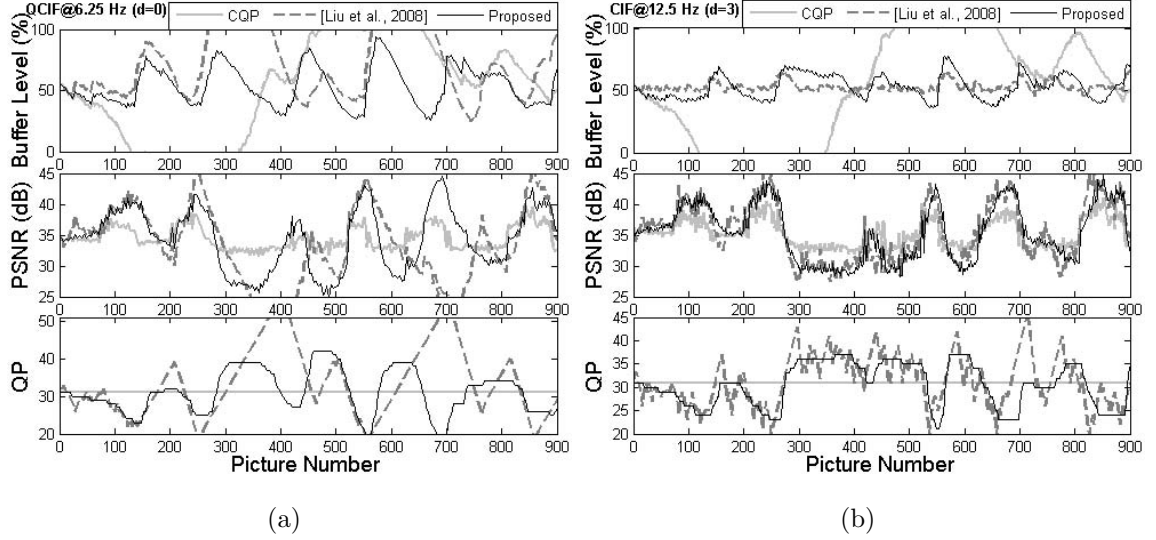 QCIF@6.25 Hz (d=0) CQP [Liu et al., 2008] Proposed
Buffer Level (%)
100
50
0
0 100 200 300 400 500 600 700 800 900
PSNR (dB)
45
40
35
30
25
0 100 200 300 400 500 600 700 800 900
QP
50
40
30
20
0 100 200 300 400 500 600 700 800 900
Picture Number
(a)
CIF@12.5 Hz (d=3) CQP [Liu et al., 2008] Proposed
Buffer Level (%)
100
50
0
0 100 200 300 400 500 600 700 800 900
PSNR (dB)
45
40
35
30
25
0 100 200 300 400 500 600 700 800 900
QP
45
40
35
30
25
20
0 100 200 300 400 500 600 700 800 900
Picture Number
(b)